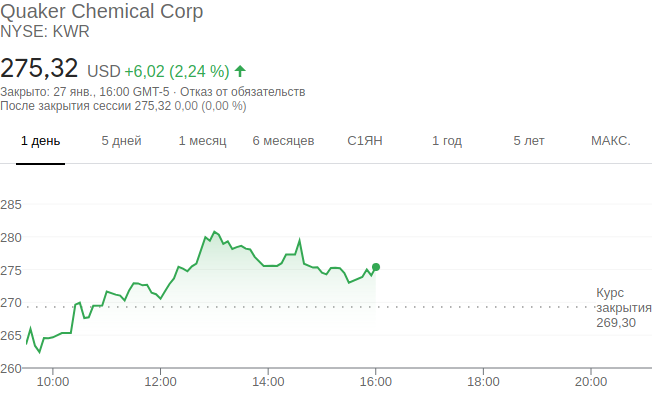 Quaker Chemical Corp
NYSE: KWR
275,32 USD +6,02 (2,24 %)
Закрыто: 27 янв., 16:00 GMT-5 · Отказ от обязательств
После закрытия сессии 275,32 0,00 (0,00 %)
1 день 5 дней 1 месяц 6 месяцев С1ЯН 1 год 5 лет МАКС.
285
280
275
270
265
260
Курс
закрытия
269,30
10:00 12:00 14:00 16:00 18:00 20:00